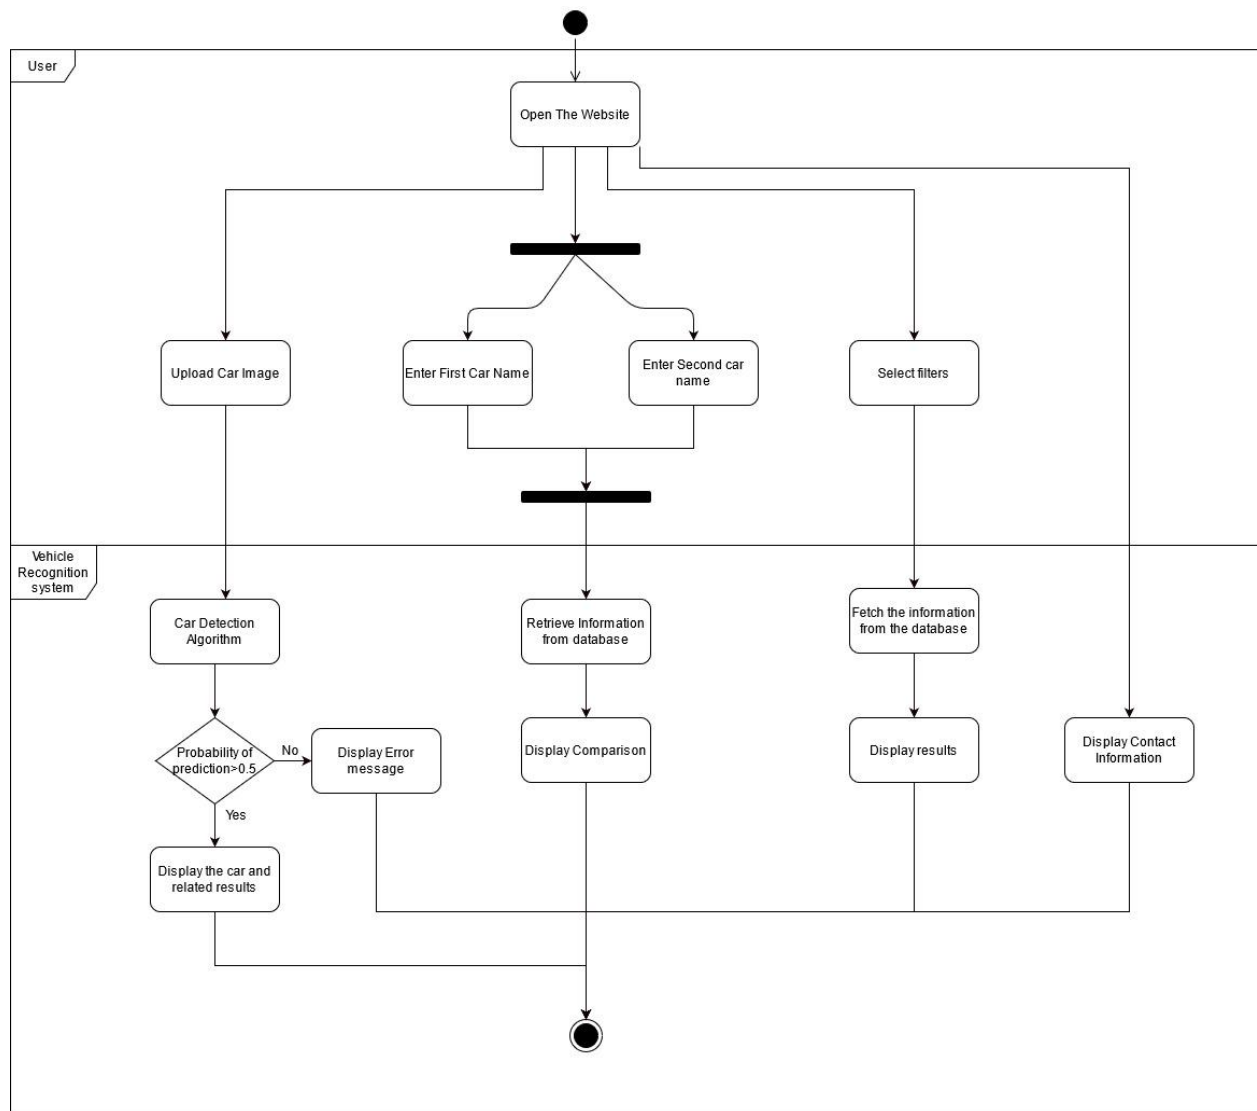 User
Open The Website
Upload Car Image
Enter First Car Name
Enter Second car
name
Select filters
Vehicle
Recognition
system
Car Detection
Algorithm
Retrieve Information
from database
Fetch the information
from the database
Probability of
prediction>0.5
No
Display Error
message
Display Comparison
Display results
Display Contact
Information
Yes
Display the car and
related results